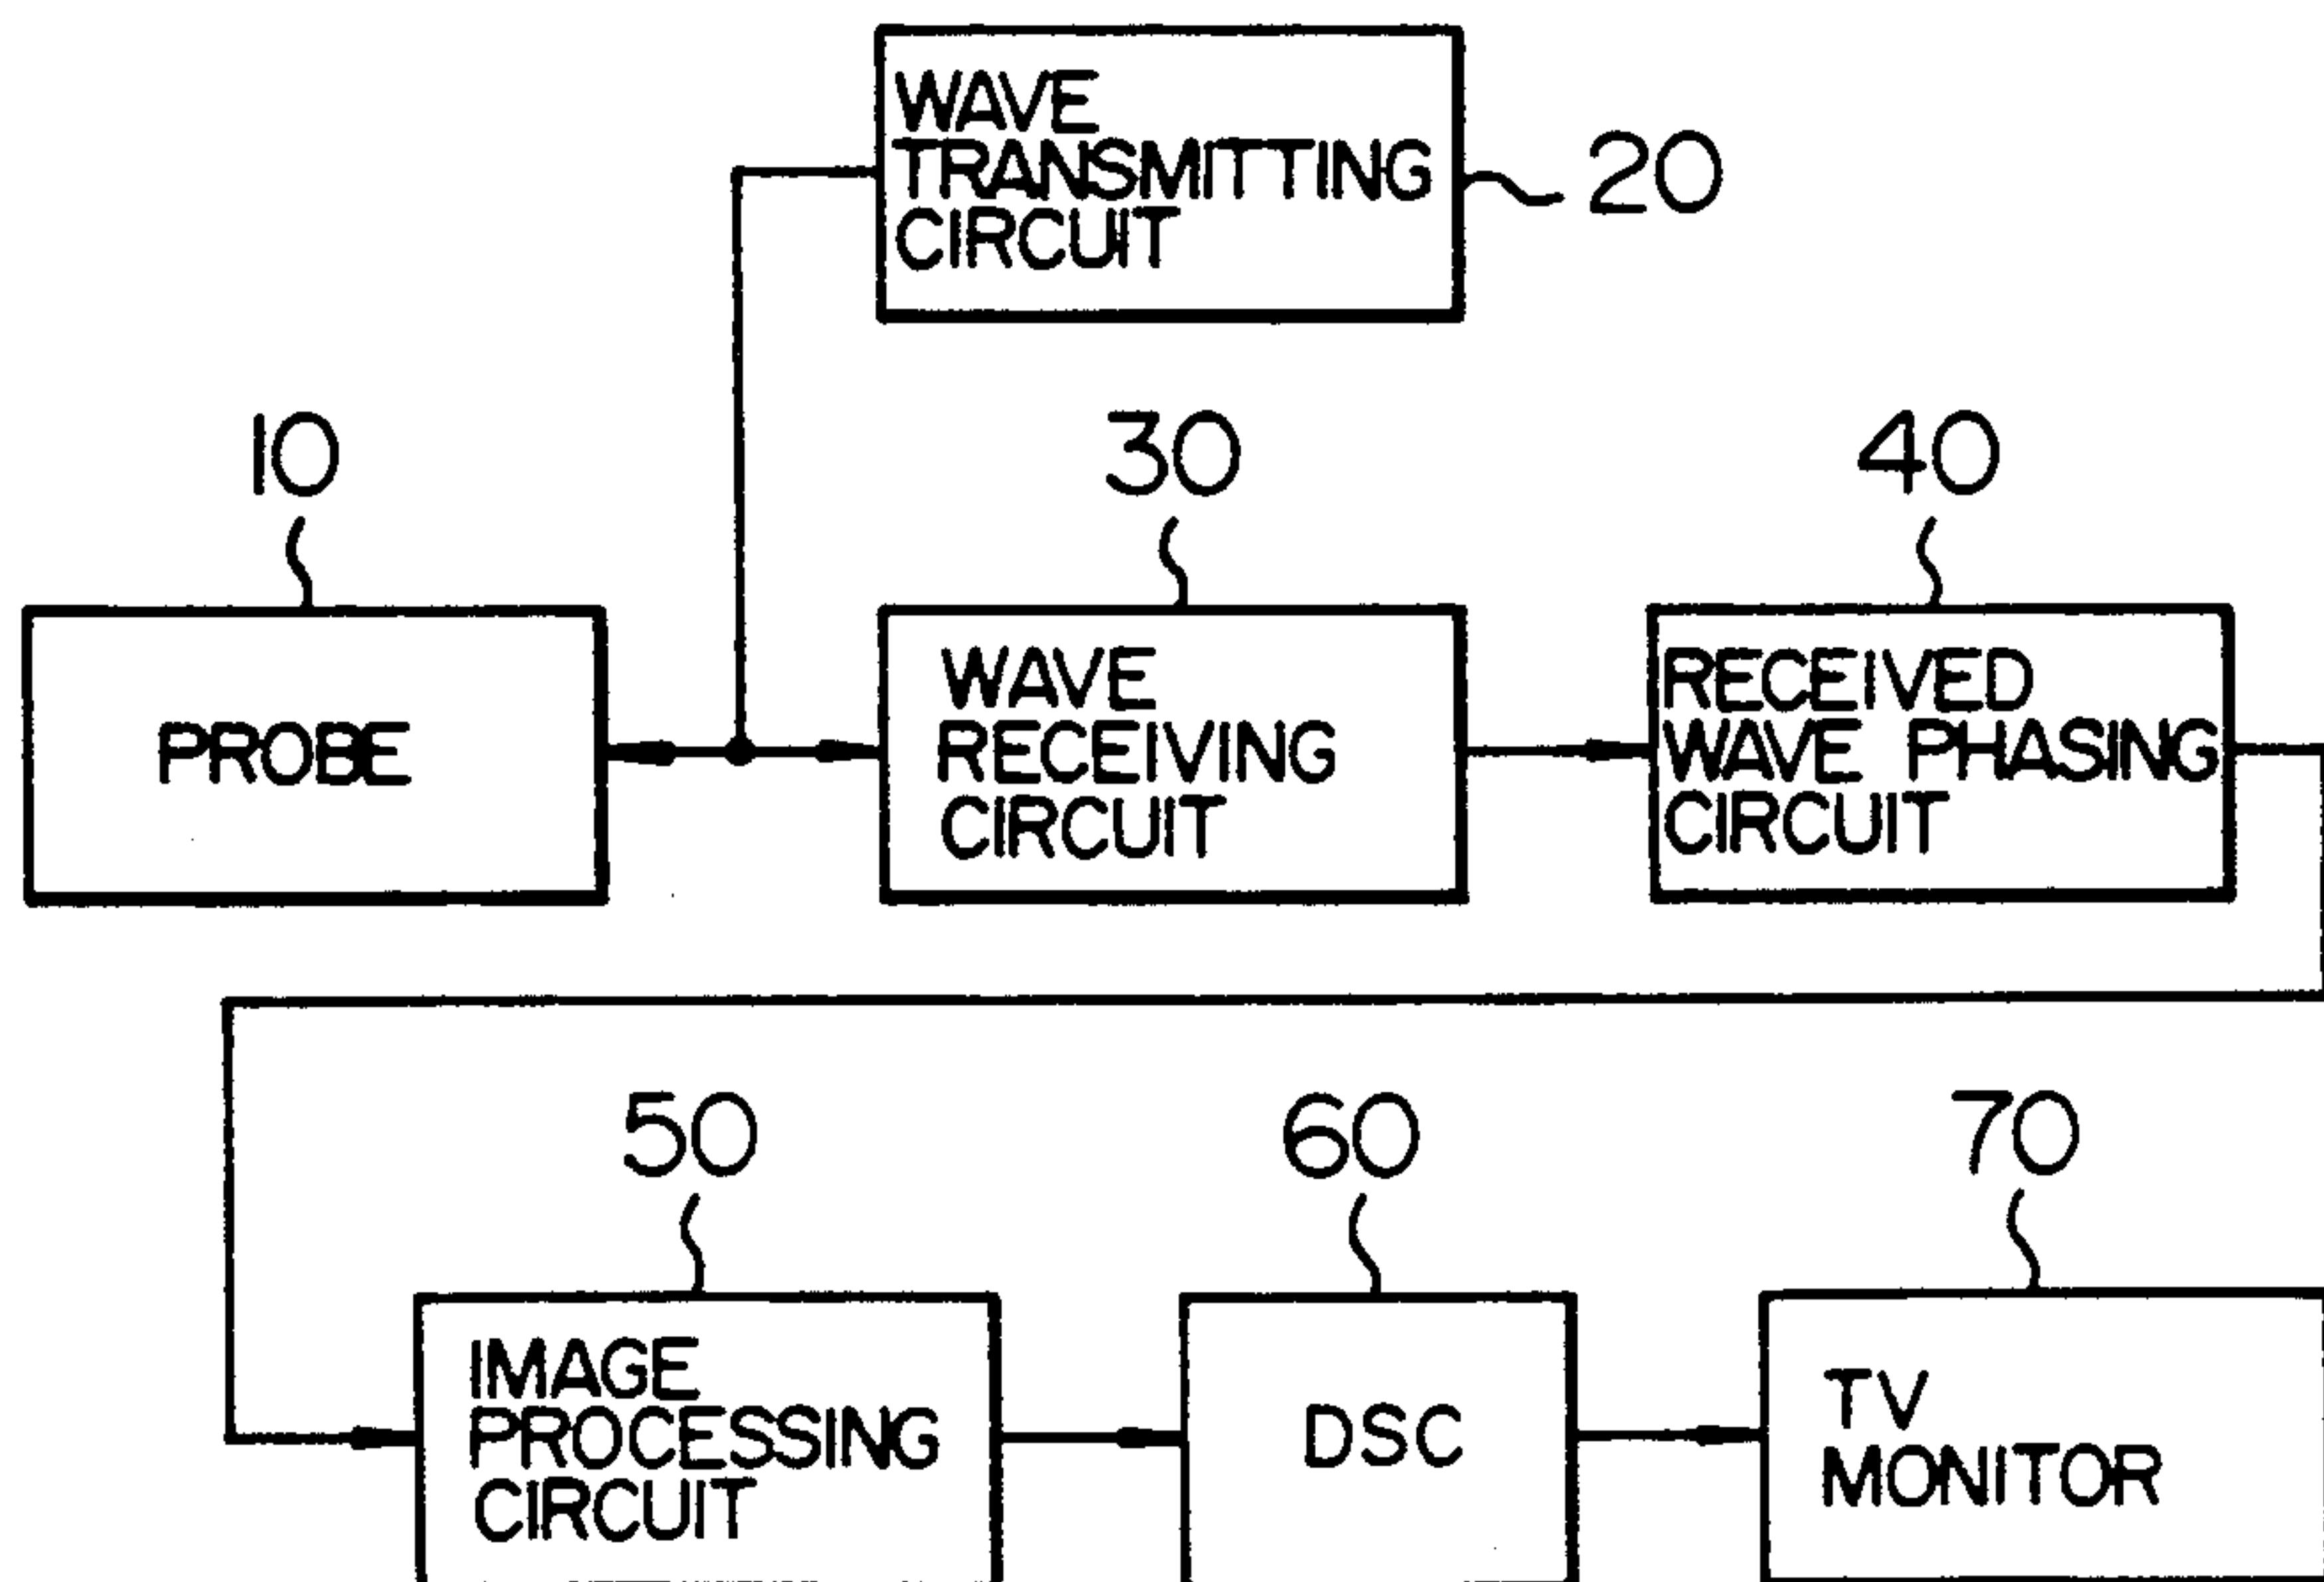 WAVE
TRANSMITTING
CIRCUIT
20
10
30
40
PROBE
WAVE
RECEIVING
CIRCUIT
RECEIVED
WAVE PHASING
CIRCUIT
50
60
70
IMAGE
PROCESSING
CIRCUIT
DSC
TV
MONITOR